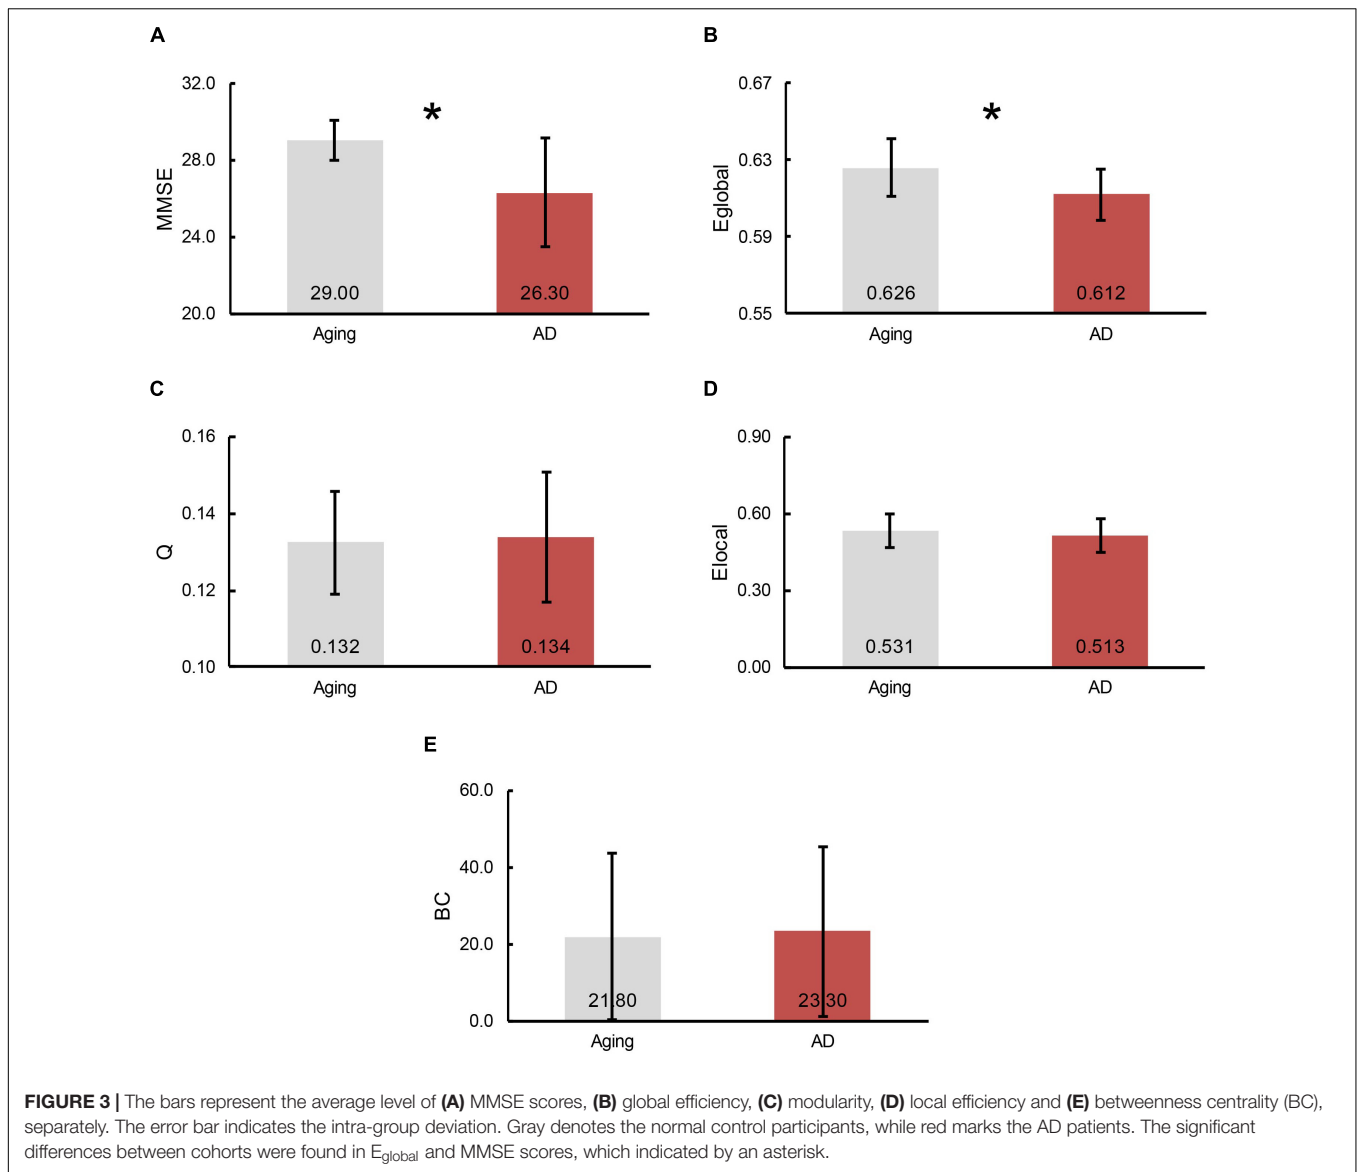 A
B
32.0
28.0
24.0
20.0
MMSE
*
29.00
26.30
Aging
AD
0.67
0.63
0.59
0.55
Eglobal
*
0.626
0.612
Aging
AD
C
D
0.16
0.14
0.12
0.10
Q
0.132
0.134
Aging
AD
0.90
0.60
0.30
0.00
Elocal
0.531
0.513
Aging
AD
E
60.0
40.0
20.0
0.0
BC
21.80
23.30
Aging
AD
FIGURE 3 | The bars represent the average level of (A) MMSE scores, (B) global efficiency, (C) modularity, (D) local efficiency and (E) betweenness centrality (BC),
separately. The error bar indicates the intra-group deviation. Gray denotes the normal control participants, while red marks the AD patients. The significant
differences between cohorts were found in Eglobal and MMSE scores, which indicated by an asterisk.